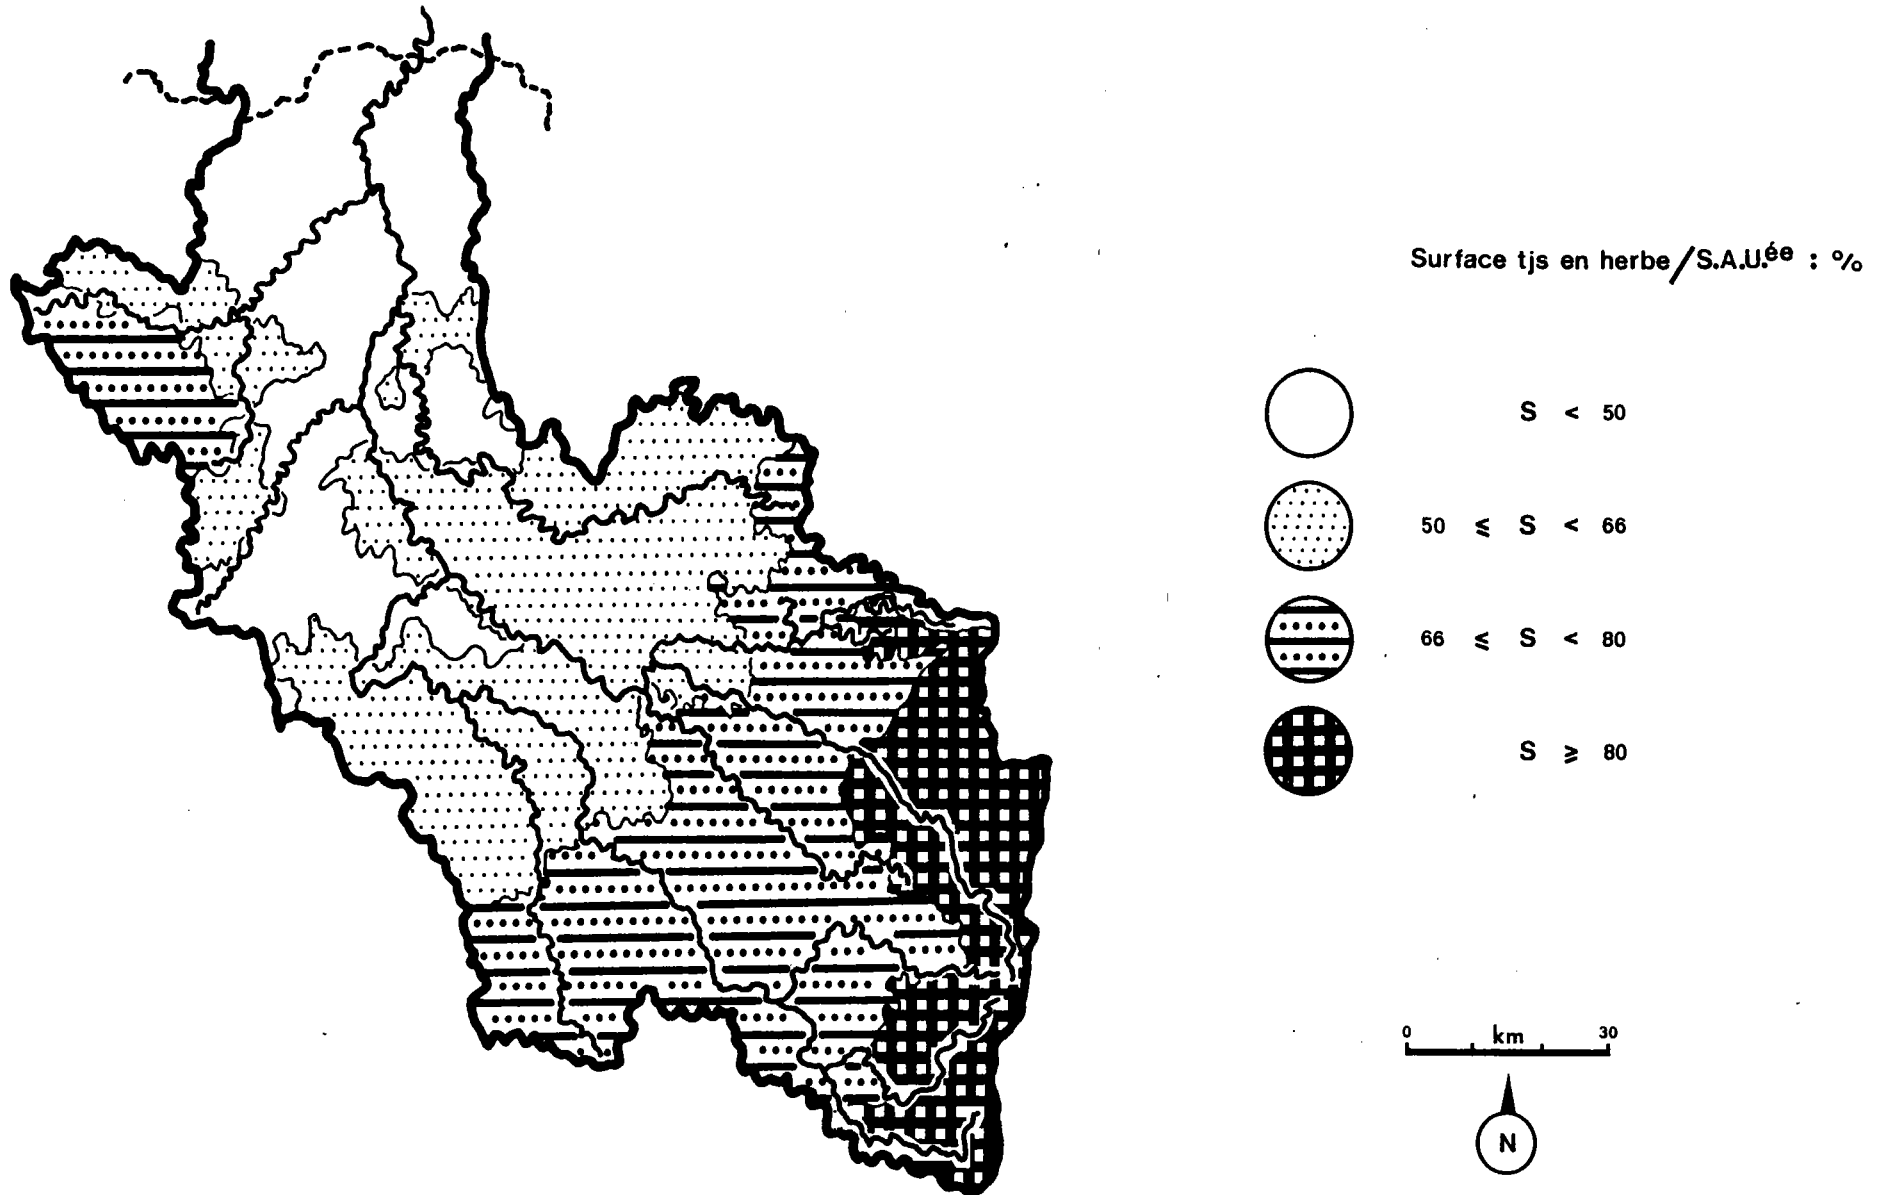 Surface tjs en herbe/S.A.U.ée : %
S < 50
50 ≤ S < 66
66 ≤ S < 80
S ≥ 80
0 km 30
N